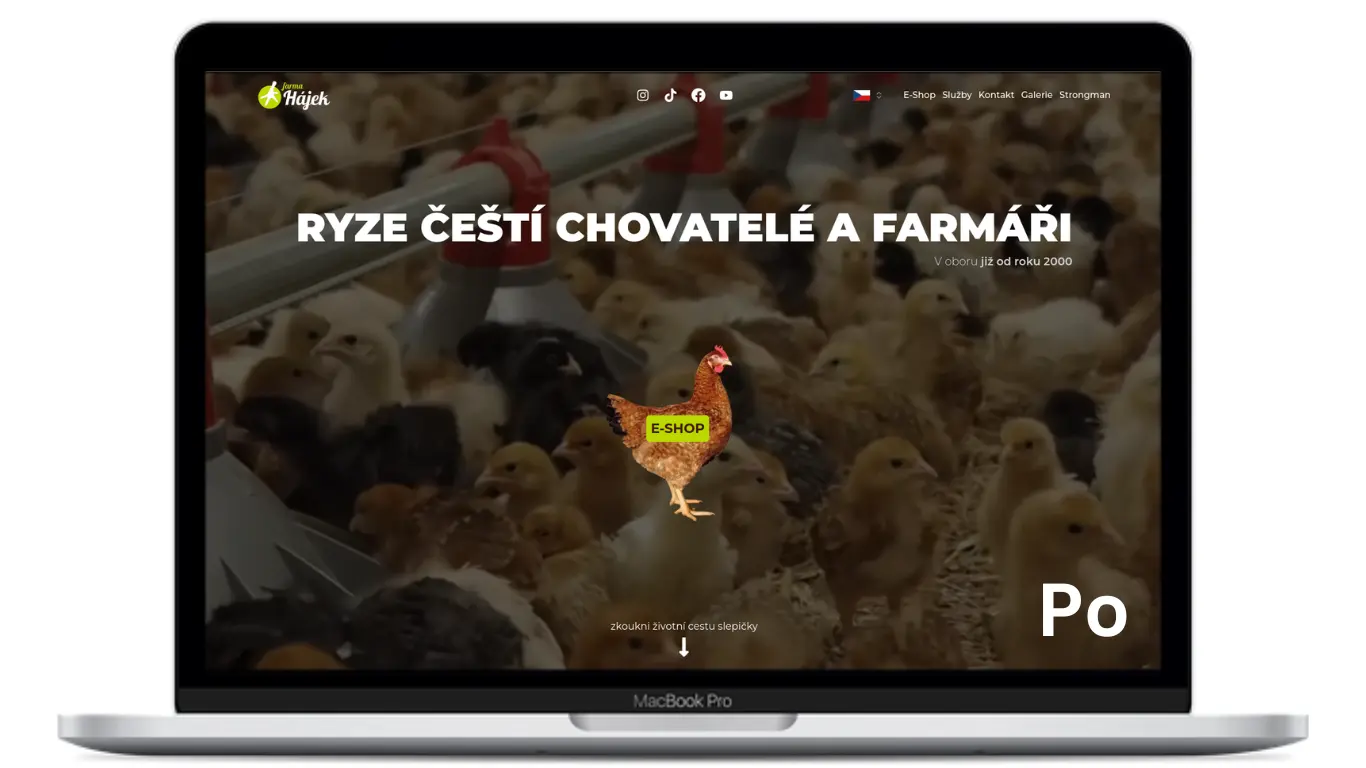 farma
Hájek
E-Shop Služby Kontakt Galerie Strongman
RYZE ČEŠTÍ CHOVATELÉ A FARMÁŘI
V oboru již od roku 2000
E-SHOP
zkoukni životní cestu slepičky
Po
MacBook Pro